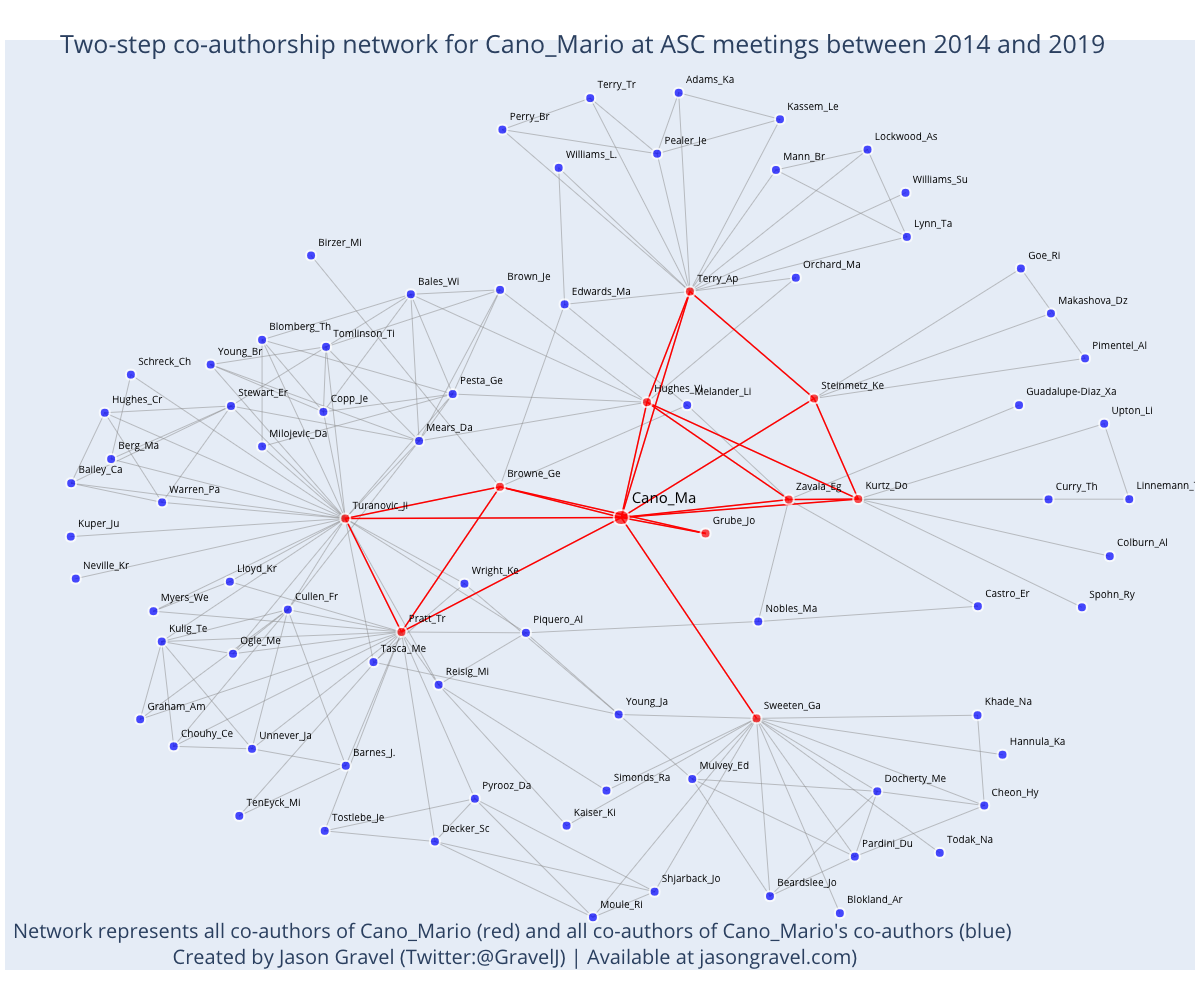 Two-step co-authorship network for Cano_Mario at ASC meetings between 2014 and 2019
Terry_Tr
Adams_Ka
Perry_Br
Kassem_Le
Pealer_Je
Lockwood_As
Williams_L.
Mann_Br
Williams_Su
Lynn_Ta
Birzer_Mi
Goe_Ri
Orchard_Ma
Terry_Ap
Bales_Wi
Brown_Je
Edwards_Ma
Makashova_Dz
Blomberg_Th
Tomlinson_Ti
Pimentel_Al
Young_Br
Schreck_Ch
Pesta_Ge
Steinmetz_Ke
Hughes_Vi
Melander_Li
Stewart_Er
Guadalupe-Diaz_Xa
Hughes_Cr
Copp_Je
Upton_Li
Mears_Da
Milojevic_Da
Berg_Ma
Bailey_Ca
Browne_Ge
Warren_Pa
Zavala_Eg
Kurtz_Do
Curry_Th
Linnemann_
Cano_Ma
Turanovic_Ji
Grube_Jo
Kuper_Ju
Colburn_Al
Neville_Kr
Lloyd_Kr
Wright_Ke
Myers_We
Cullen_Fr
Castro_Er
Spohn_Ry
Nobles_Ma
Kulig_Te
Pratt_Tr
Piquero_Al
Ogle_Me
Tasca_Me
Reisig_Mi
Graham_Am
Young_Ja
Sweeten_Ga
Khade_Na
Chouhy_Ce
Unnever_Ja
Hannula_Ka
Barnes_J.
Mulvey_Ed
Simonds_Ra
Docherty_Me
Pyrooz_Da
Cheon_Hy
TenEyck_Mi
Tostlebe_Je
Kaiser_Ki
Decker_Sc
Pardini_Du
Todak_Na
Shjarback_Jo
Beardslee_Jo
Moule_Ri
Blokland_Ar
Network represents all co-authors of Cano_Mario (red) and all co-authors of Cano_Mario's co-authors (blue)
Created by Jason Gravel (Twitter:@GravelJ) | Available at jasongravel.com)